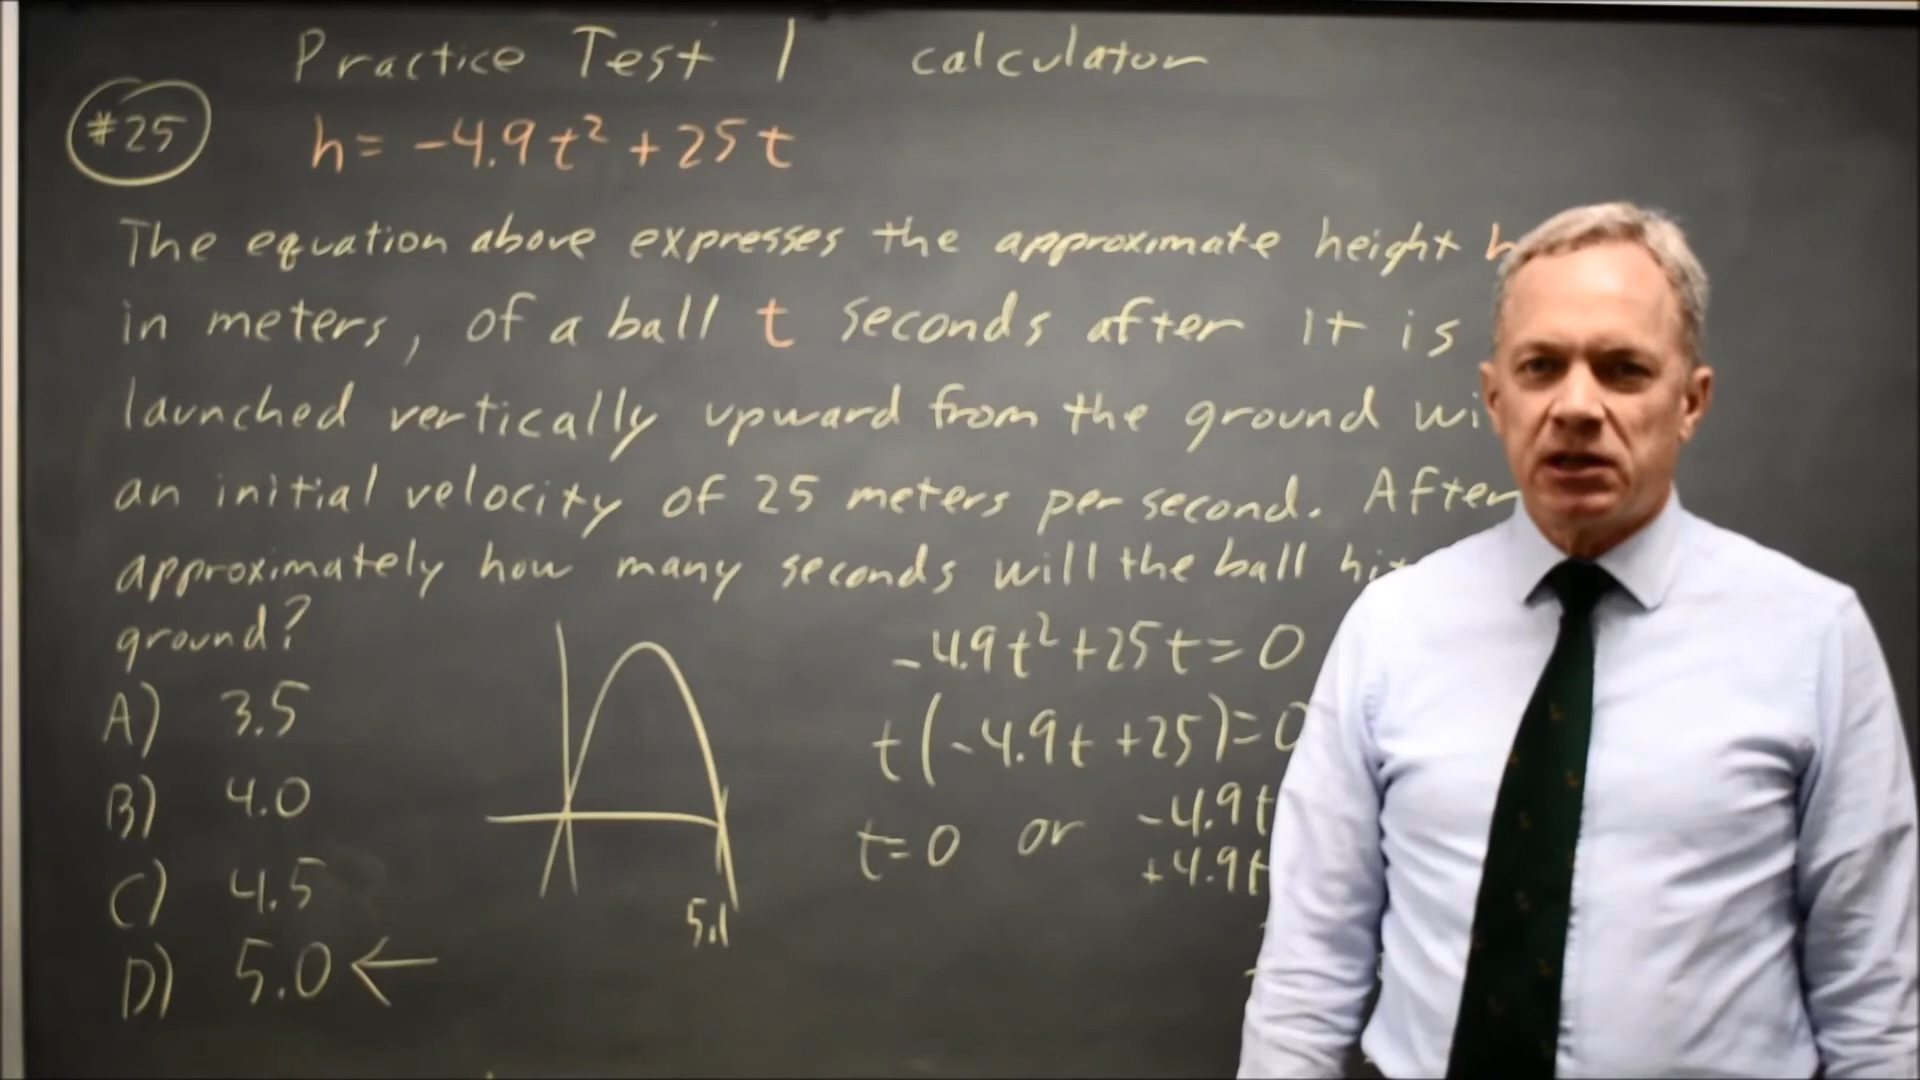 Practice Test 1 calculator
#25 h = -4.9t² + 25t
The equation above expresses the approximate height h
in meters, of a ball t seconds after it is
launched vertically upward from the ground
an initial velocity of 25 meters per second. After
approximately how many seconds will the ball
ground?
A) 3.5
B) 4.0
C) 4.5
D) 5.0 ←
5.1
-4.9t² + 25t = 0
t(-4.9t + 25) = 0
t=0 or -4.9t
+4.9t